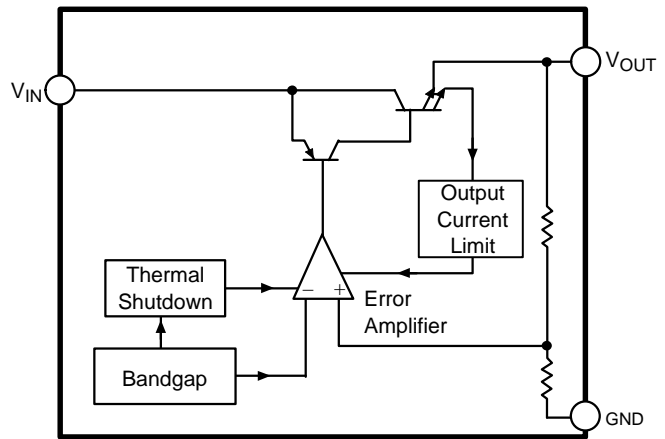 VIN
VOUT
Output
Current
Limit
Thermal
Shutdown
− +
Error
Amplifier
Bandgap
GND